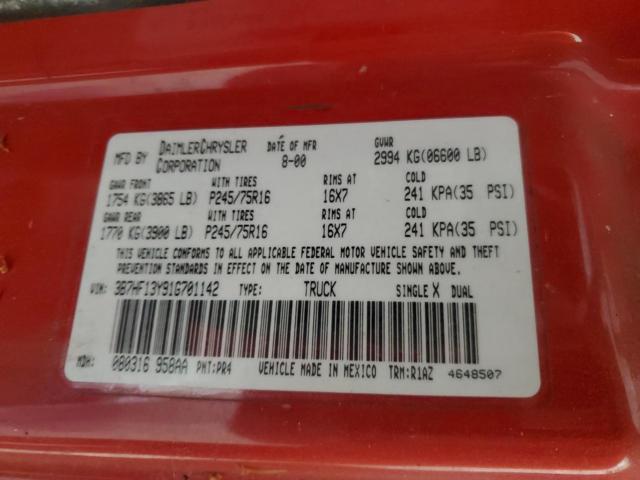 MFD BY DAIMLERCHRYSLER CORPORATION DATE OF MFR 8-00 GVWR 2994 KG(06600 LB)
GAWR FRONT WITH TIRES RIMS AT COLD
1754 KG(3865 LB) P245/75R16 16X7 241 KPA(35 PSI)
GAWR REAR WITH TIRES RIMS AT COLD
1770 KG(3900 LB) P245/75R16 16X7 241 KPA(35 PSI)
THIS VEHICLE CONFORMS TO ALL APPLICABLE FEDERAL MOTOR VEHICLE SAFETY AND THEFT
PREVENTION STANDARDS IN EFFECT ON THE DATE OF MANUFACTURE SHOWN ABOVE.
VIN: 3B7HF13Y91G701142 TYPE: TRUCK SINGLE X DUAL
MDH: 080316 958AA PNT:PR4 VEHICLE MADE IN MEXICO TRM:R1AZ 4648507